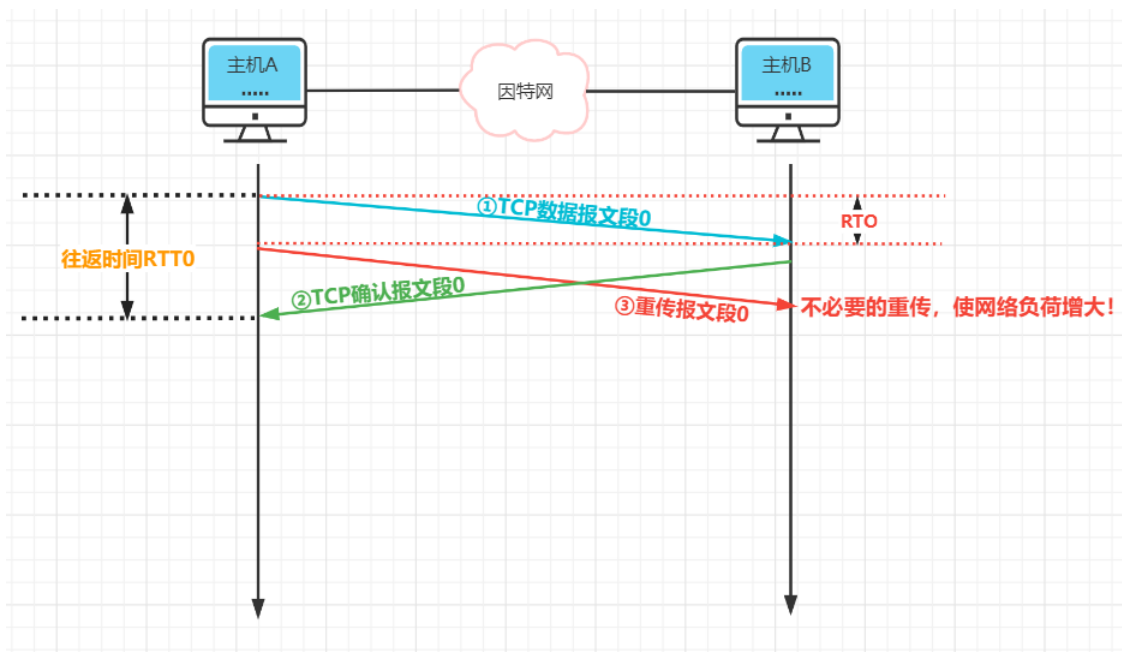 主机A
因特网
主机B
①TCP数据报文段0
RTO
往返时间RTT0
②TCP确认报文段0
③重传报文段0
不必要的重传，使网络负荷增大！